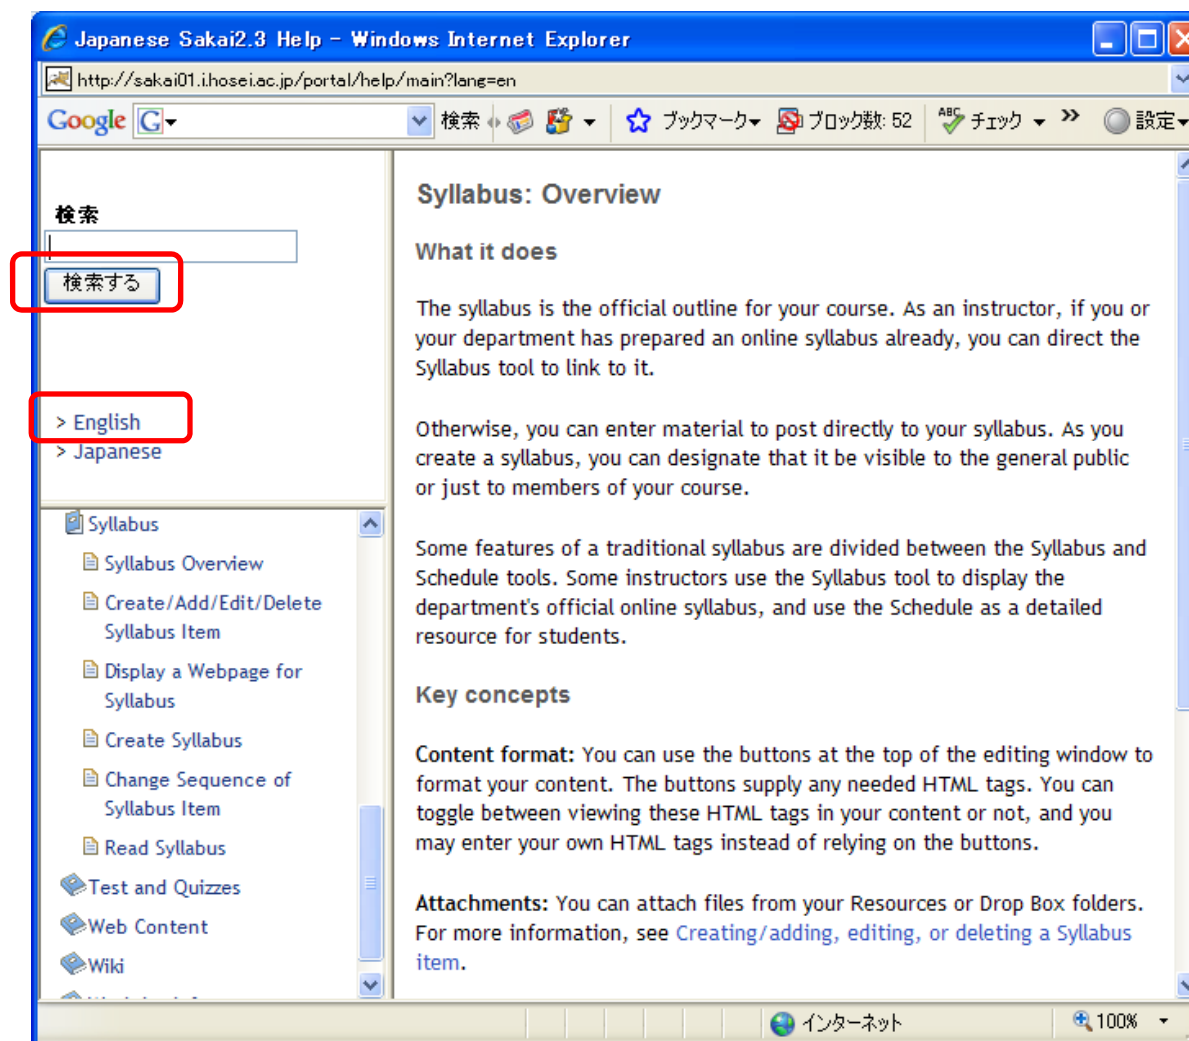 Japanese Sakai2.3 Help - Windows Internet Explorer
http://sakai01.i.hosei.ac.jp/portal/help/main?lang=en
Google G 検索 ブックマーク ブロック数: 52 ABC チェック >> 設定
検索
検索する
> English
> Japanese
Syllabus
Syllabus Overview
Create/Add/Edit/Delete
Syllabus Item
Display a Webpage for
Syllabus
Create Syllabus
Change Sequence of
Syllabus Item
Read Syllabus
Test and Quizzes
Web Content
Wiki
Syllabus: Overview
What it does
The syllabus is the official outline for your course. As an instructor, if you or
your department has prepared an online syllabus already, you can direct the
Syllabus tool to link to it.
Otherwise, you can enter material to post directly to your syllabus. As you
create a syllabus, you can designate that it be visible to the general public
or just to members of your course.
Some features of a traditional syllabus are divided between the Syllabus and
Schedule tools. Some instructors use the Syllabus tool to display the
department's official online syllabus, and use the Schedule as a detailed
resource for students.
Key concepts
Content format: You can use the buttons at the top of the editing window to
format your content. The buttons supply any needed HTML tags. You can
toggle between viewing these HTML tags in your content or not, and you
may enter your own HTML tags instead of relying on the buttons.
Attachments: You can attach files from your Resources or Drop Box folders.
For more information, see Creating/adding, editing, or deleting a Syllabus
item.
インターネット 100%